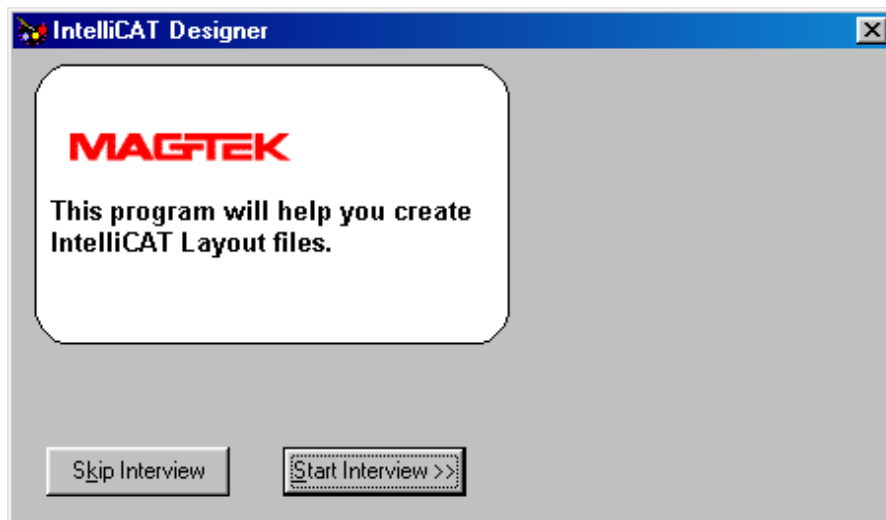 IntelliCAT Designer
MAGTEK
This program will help you create
IntelliCAT Layout files.
Skip Interview
Start Interview >>